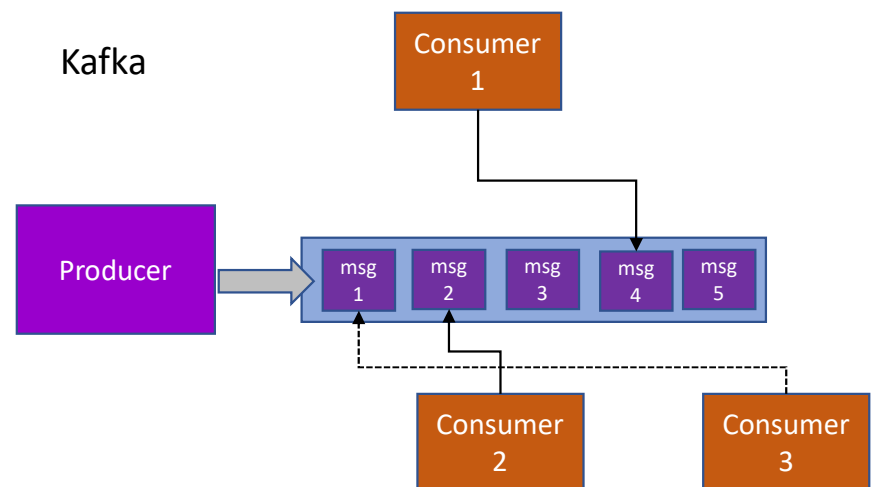 Kafka
Consumer
1
Producer
msg
1
msg
2
msg
3
msg
4
msg
5
Consumer
2
Consumer
3